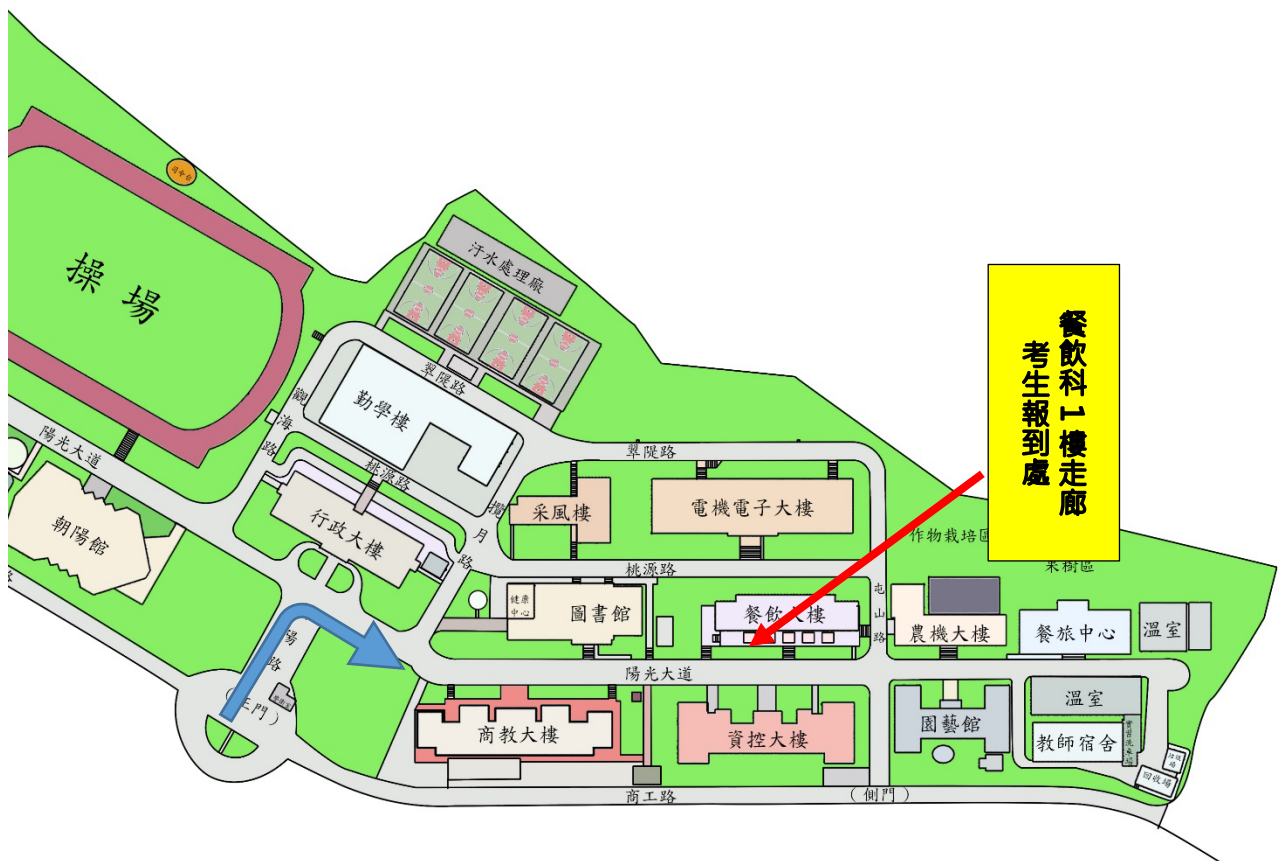 司令台
操場
汙水處理廠
翠隄路
勤學樓
觀海路
桃源路
陽光大道
行政大樓
朝陽館
攬月路
采風樓
翠隄路
電機電子大樓
餐飲科1樓走廊
考生報到處
作物栽培區
果樹區
桃源路
屯山路
健康
中心
圖書館
餐飲大樓
農機大樓
餐旅中心
溫室
陽光大道
陽路
路
(正門)
商教大樓
資控大樓
園藝館
溫室
教師宿舍
回收場
商工路
(側門)